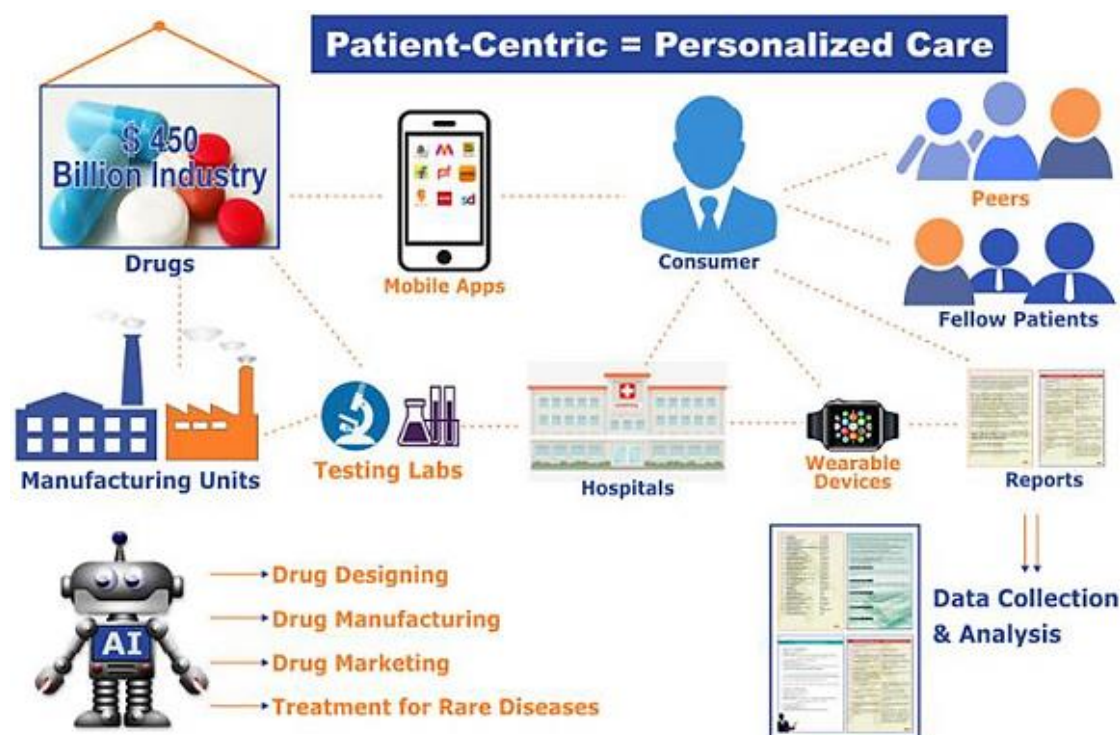 Patient-Centric = Personalized Care
$ 450
Billion Industry
Drugs
Mobile Apps
Consumer
Peers
Fellow Patients
Manufacturing Units
Testing Labs
Hospitals
Wearable
Devices
Reports
AI
Drug Designing
Drug Manufacturing
Drug Marketing
Treatment for Rare Diseases
Data Collection
& Analysis